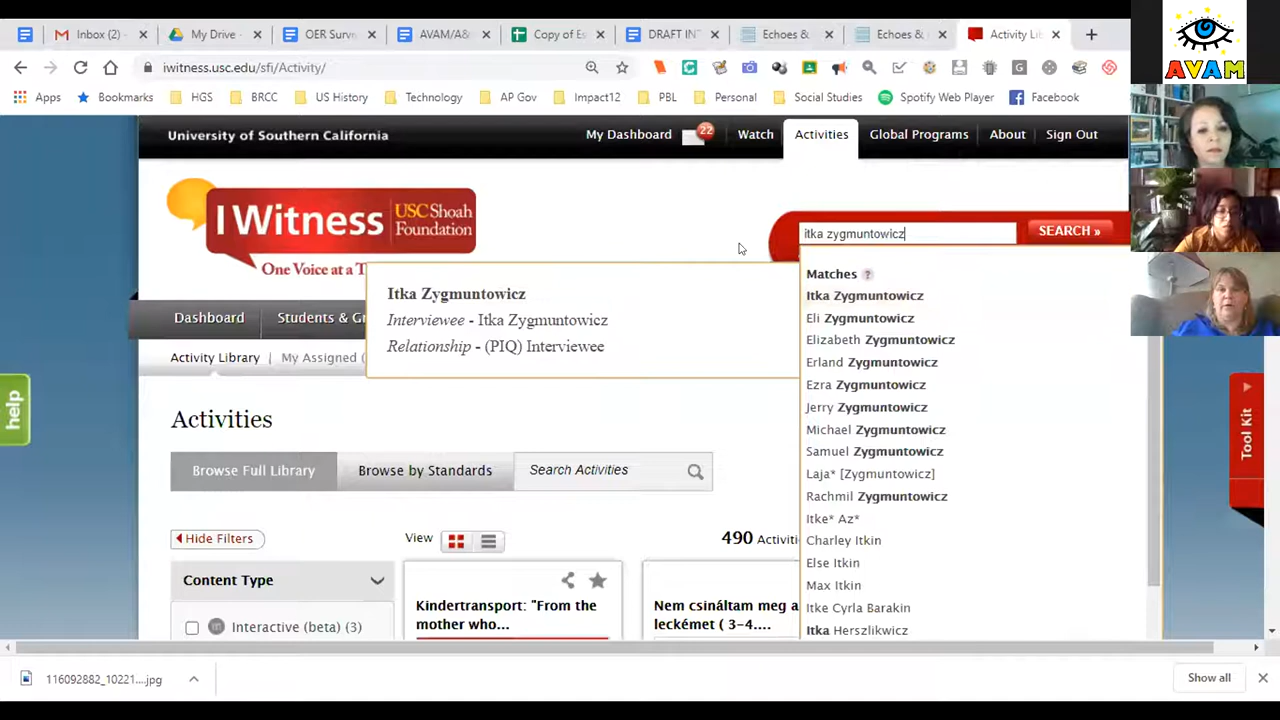 Inbox (2) -
My Drive -
OER Surv
AVAM/A&
Copy of Es
DRAFT INT
Echoes &
Echoes &
Activity Lib
iwitness.usc.edu/sfi/Activity/
Apps
Bookmarks
HGS
BRCC
US History
Technology
AP Gov
Impact12
PBL
Personal
Social Studies
Spotify Web Player
Facebook
AVAM
University of Southern California
My Dashboard
22
Watch
Activities
Global Programs
About
Sign Out
IWitness
USC Shoah
Foundation
One Voice at a T
itka zygmuntowicz
SEARCH »
Matches ?
Itka Zygmuntowicz
Eli Zygmuntowicz
Elizabeth Zygmuntowicz
Erland Zygmuntowicz
Ezra Zygmuntowicz
Jerry Zygmuntowicz
Michael Zygmuntowicz
Samuel Zygmuntowicz
Laja* [Zygmuntowicz]
Rachmil Zygmuntowicz
Itke* Az*
Charley Itkin
Else Itkin
Max Itkin
Itke Cyrla Barakin
Itka Herszlikwicz
Itka Zygmuntowicz
Interviewee - Itka Zygmuntowicz
Relationship - (PIQ) Interviewee
Dashboard
Students & Gr
Activity Library
My Assigned (
help
Tool Kit
Activities
Browse Full Library
Browse by Standards
Search Activities
Hide Filters
View
490 Activiti
Content Type
Interactive (beta) (3)
Kindertransport: "From the
mother who...
Nem csináltam meg a
leckémet ( 3-4....
116092882_10221....jpg
Show all